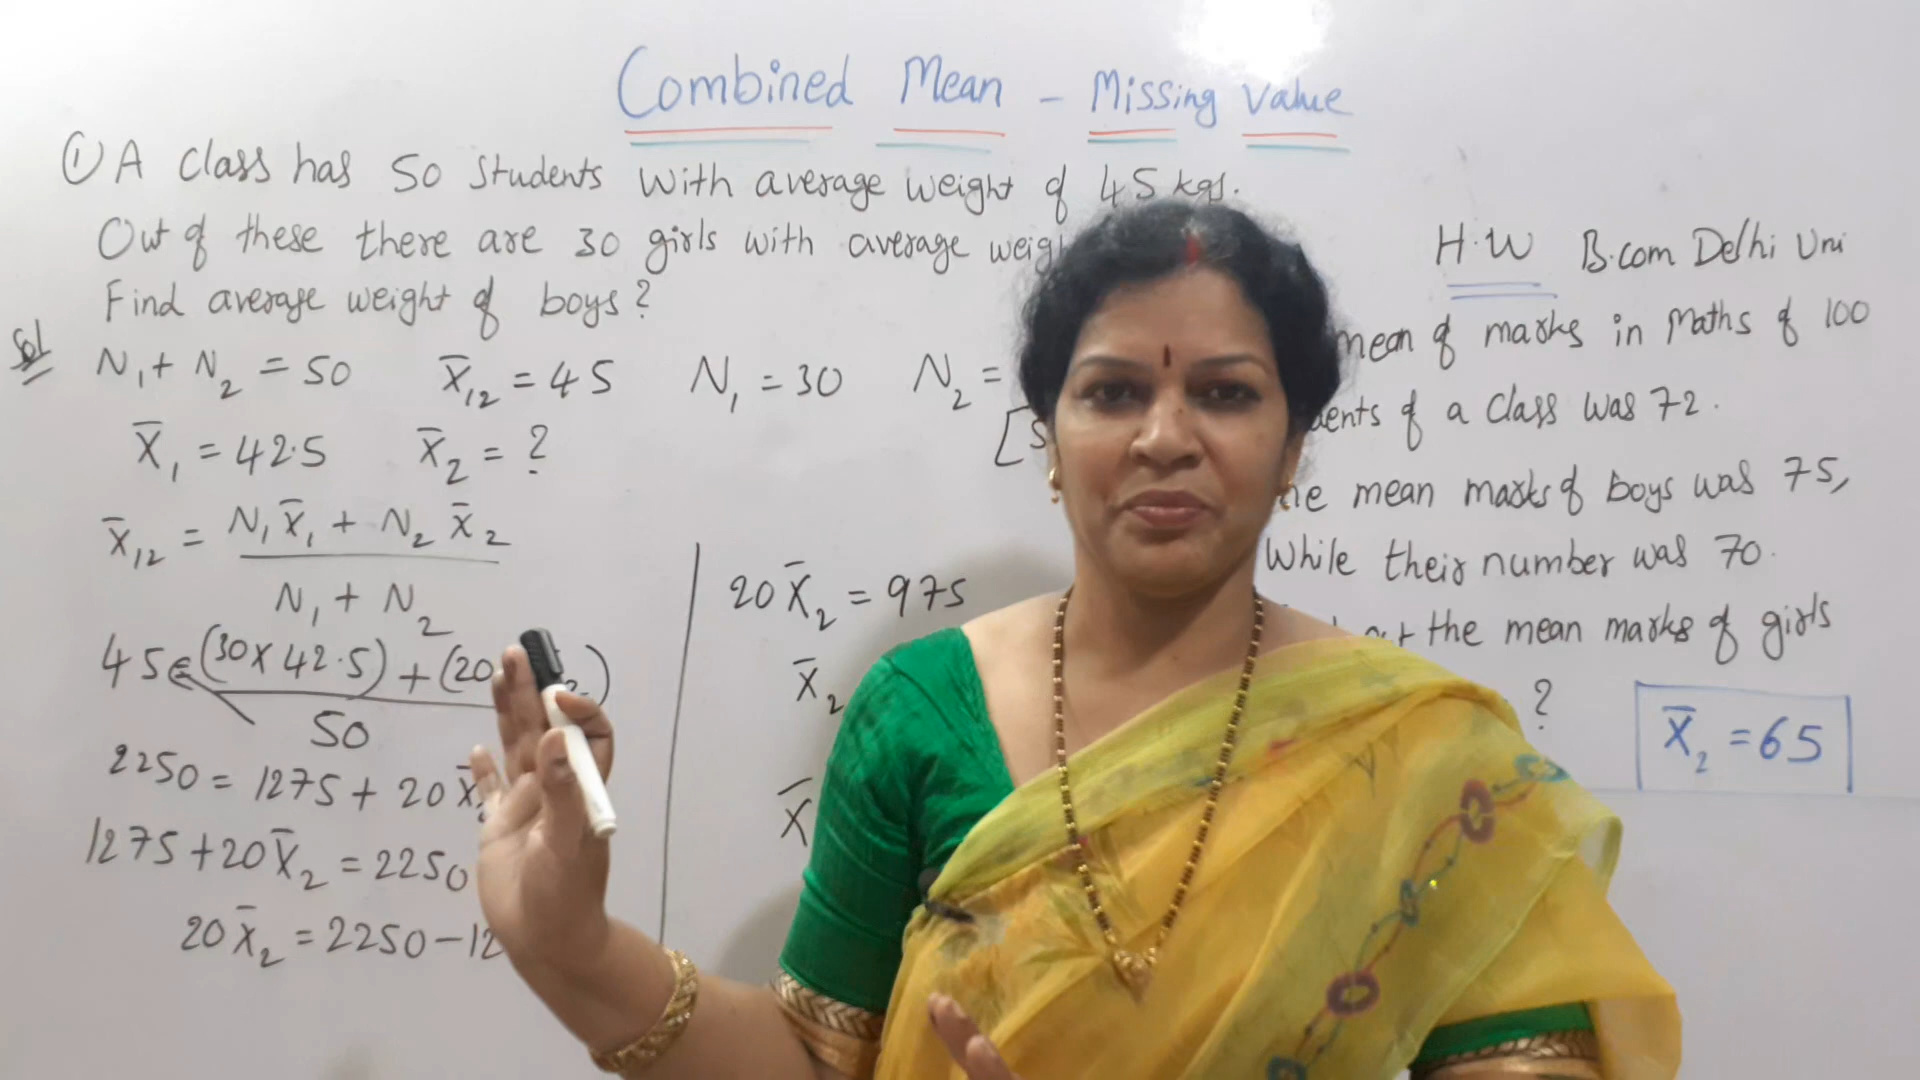 Combined Mean - Missing Value
① A Class has 50 Students with average weight of 45 kgs.
Out of these there are 30 girls with average
Find average weight of boys?
Sol
N₁ + N₂ = 50 X̄₁₂ = 45 N₁ = 30 N₂ =
X̄₁ = 42.5 X̄₂ = ?
X̄₁₂ = N₁X̄₁ + N₂X̄₂
N₁ + N₂
45 = (30 x 42.5) + (20
50
2250 = 1275 + 20X̄
1275 + 20X̄₂ = 2250
20X̄₂ = 2250 - 12
20X̄₂ = 975
X̄₂
X̄
H.W B.com Delhi Uni
mean of marks in Maths of 100
of a Class was 72.
mean marks of boys was 75,
While their number was 70.
the mean marks of girls
?
X̄₂ = 65